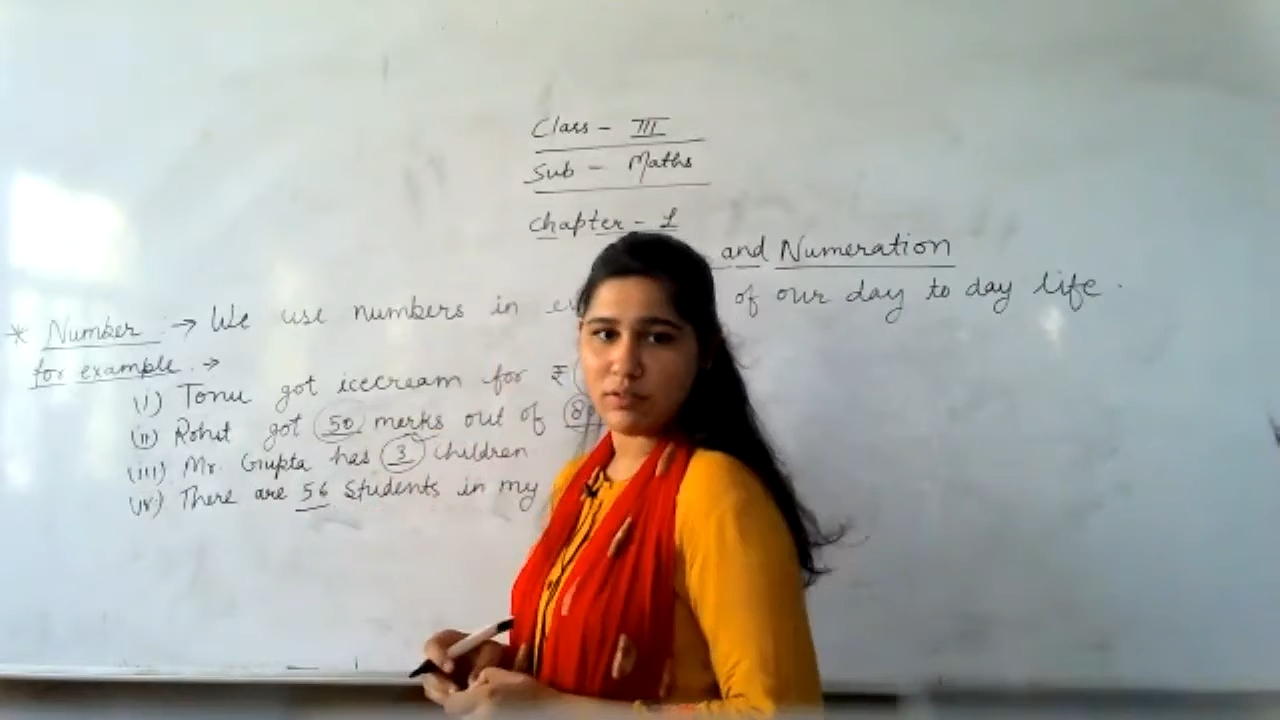 Class - III
Sub - Maths
Chapter - 1
and Numeration
* Number :→ We use numbers in of our day to day life.
for example :→
(i) Tonu got icecream for ₹
(ii) Rohit got 50 merks out of
(iii) Mr. Gupta has 3 children
(iv) There are 56 students in my